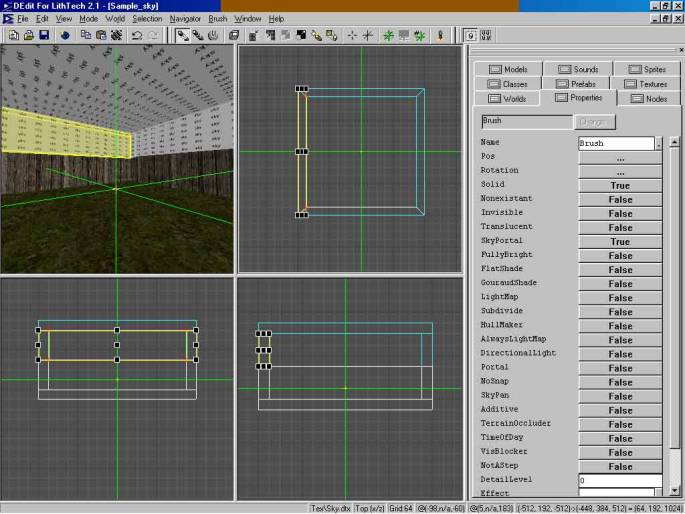 DEdit For LithTech 2.1 - [Sample_sky]
File Edit View Mode World Selection Navigator Brush Window Help
Models Sounds Sprites
Classes Prefabs Textures
Worlds Properties Nodes
Brush Change
Name Brush
Pos ...
Rotation ...
Solid True
Nonexistant False
Invisible False
Translucent False
SkyPortal True
FullyBright False
FlatShade False
GouraudShade False
LightMap False
Subdivide False
HullMaker False
AlwaysLightMap False
DirectionalLight False
Portal False
NoSnap False
SkyPan False
Additive False
TerrainOccluder False
TimeOfDay False
VisBlocker False
NotAStep False
DetailLevel 0
Effect
Tex\Sky.dtx Top (x/z) Grid:64 @(-98,n/a,-60) @(5,n/a,183) (-512, 192, -512)>(-448, 384, 512) = (64, 192, 1024)